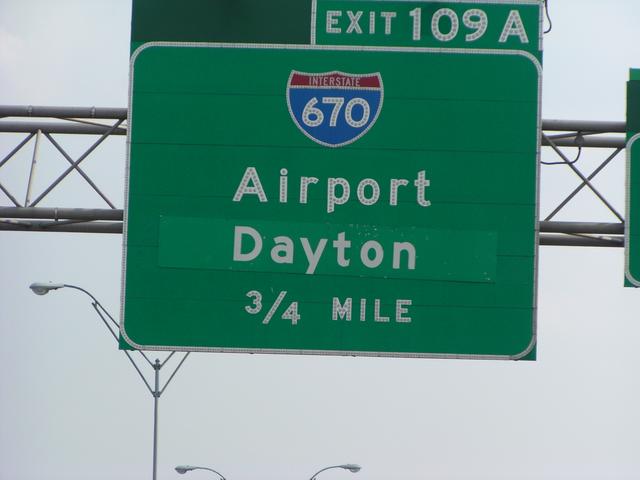 EXIT 109 A
INTERSTATE
670
Airport
Dayton
3/4 MILE